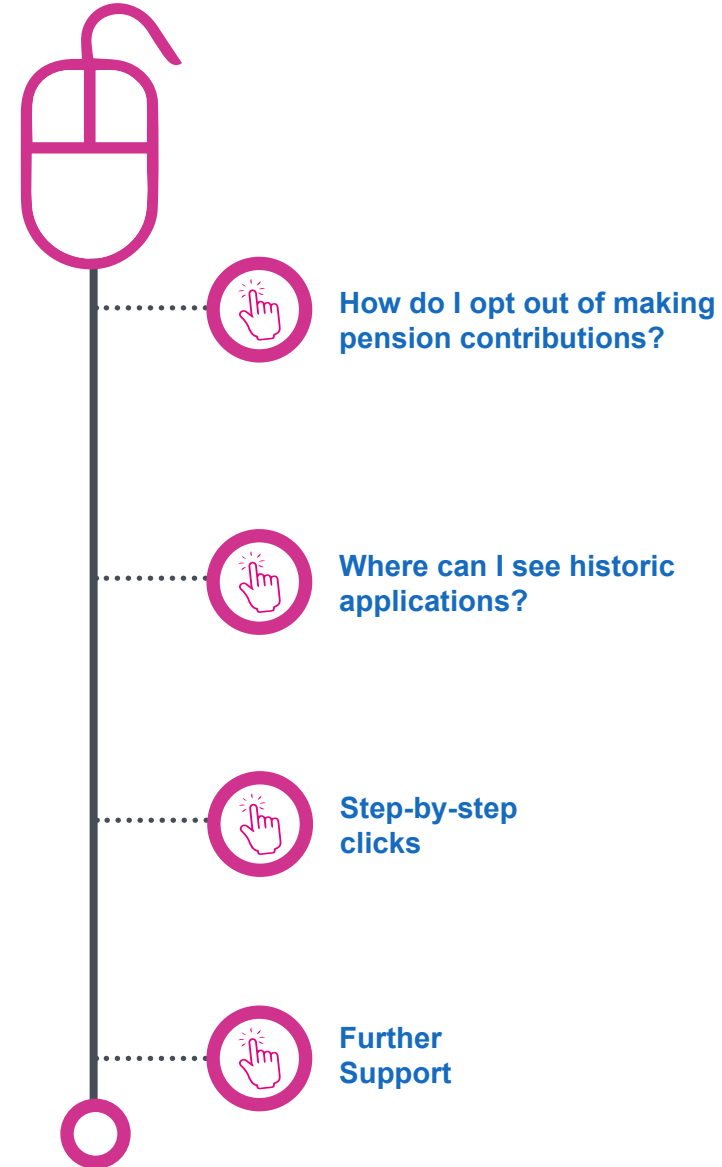 How do I opt out of making
pension contributions?
Where can I see historic
applications?
Step-by-step
clicks
Further
Support